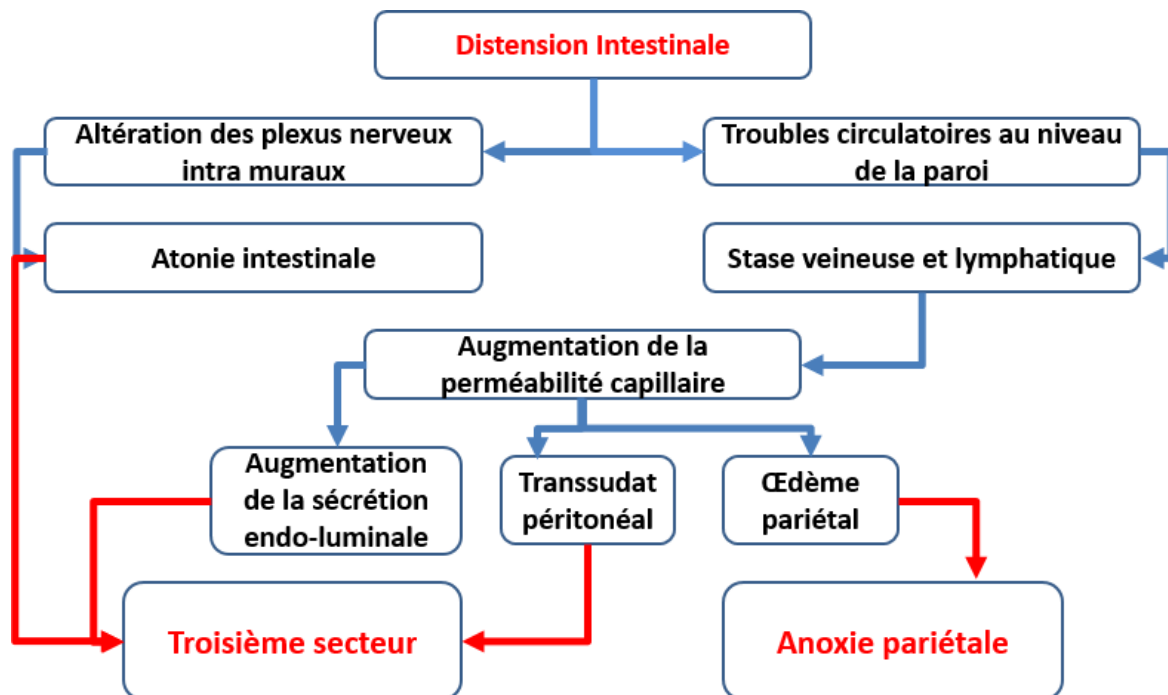 Distension Intestinale
Altération des plexus nerveux
intra muraux
Troubles circulatoires au niveau
de la paroi
Atonie intestinale
Stase veineuse et lymphatique
Augmentation de la
perméabilité capillaire
Augmentation
de la sécrétion
endo-luminale
Transsudat
péritonéal
Œdème
pariétal
Troisième secteur
Anoxie pariétale